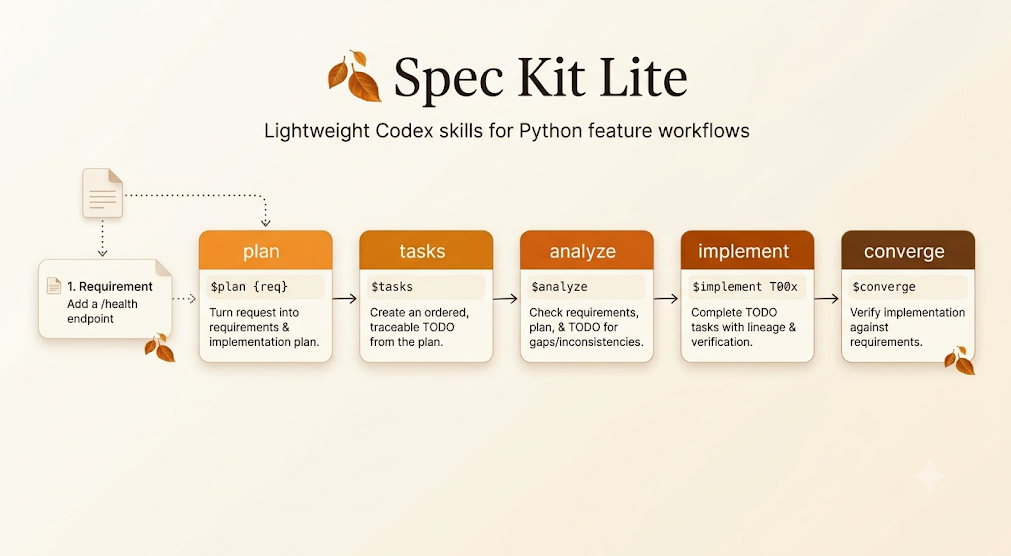 Spec Kit Lite
Lightweight Codex skills for Python feature workflows
1. Requirement
Add a /health
endpoint
plan
$plan {req}
Turn request into
requirements &
implementation plan.
tasks
$tasks
Create an ordered,
traceable TODO
from the plan.
analyze
$analyze
Check requirements,
plan, & TODO for
gaps/inconsistencies.
implement
$implement T00x
Complete TODO
tasks with lineage &
verification.
converge
$converge
Verify implementation
against
requirements.